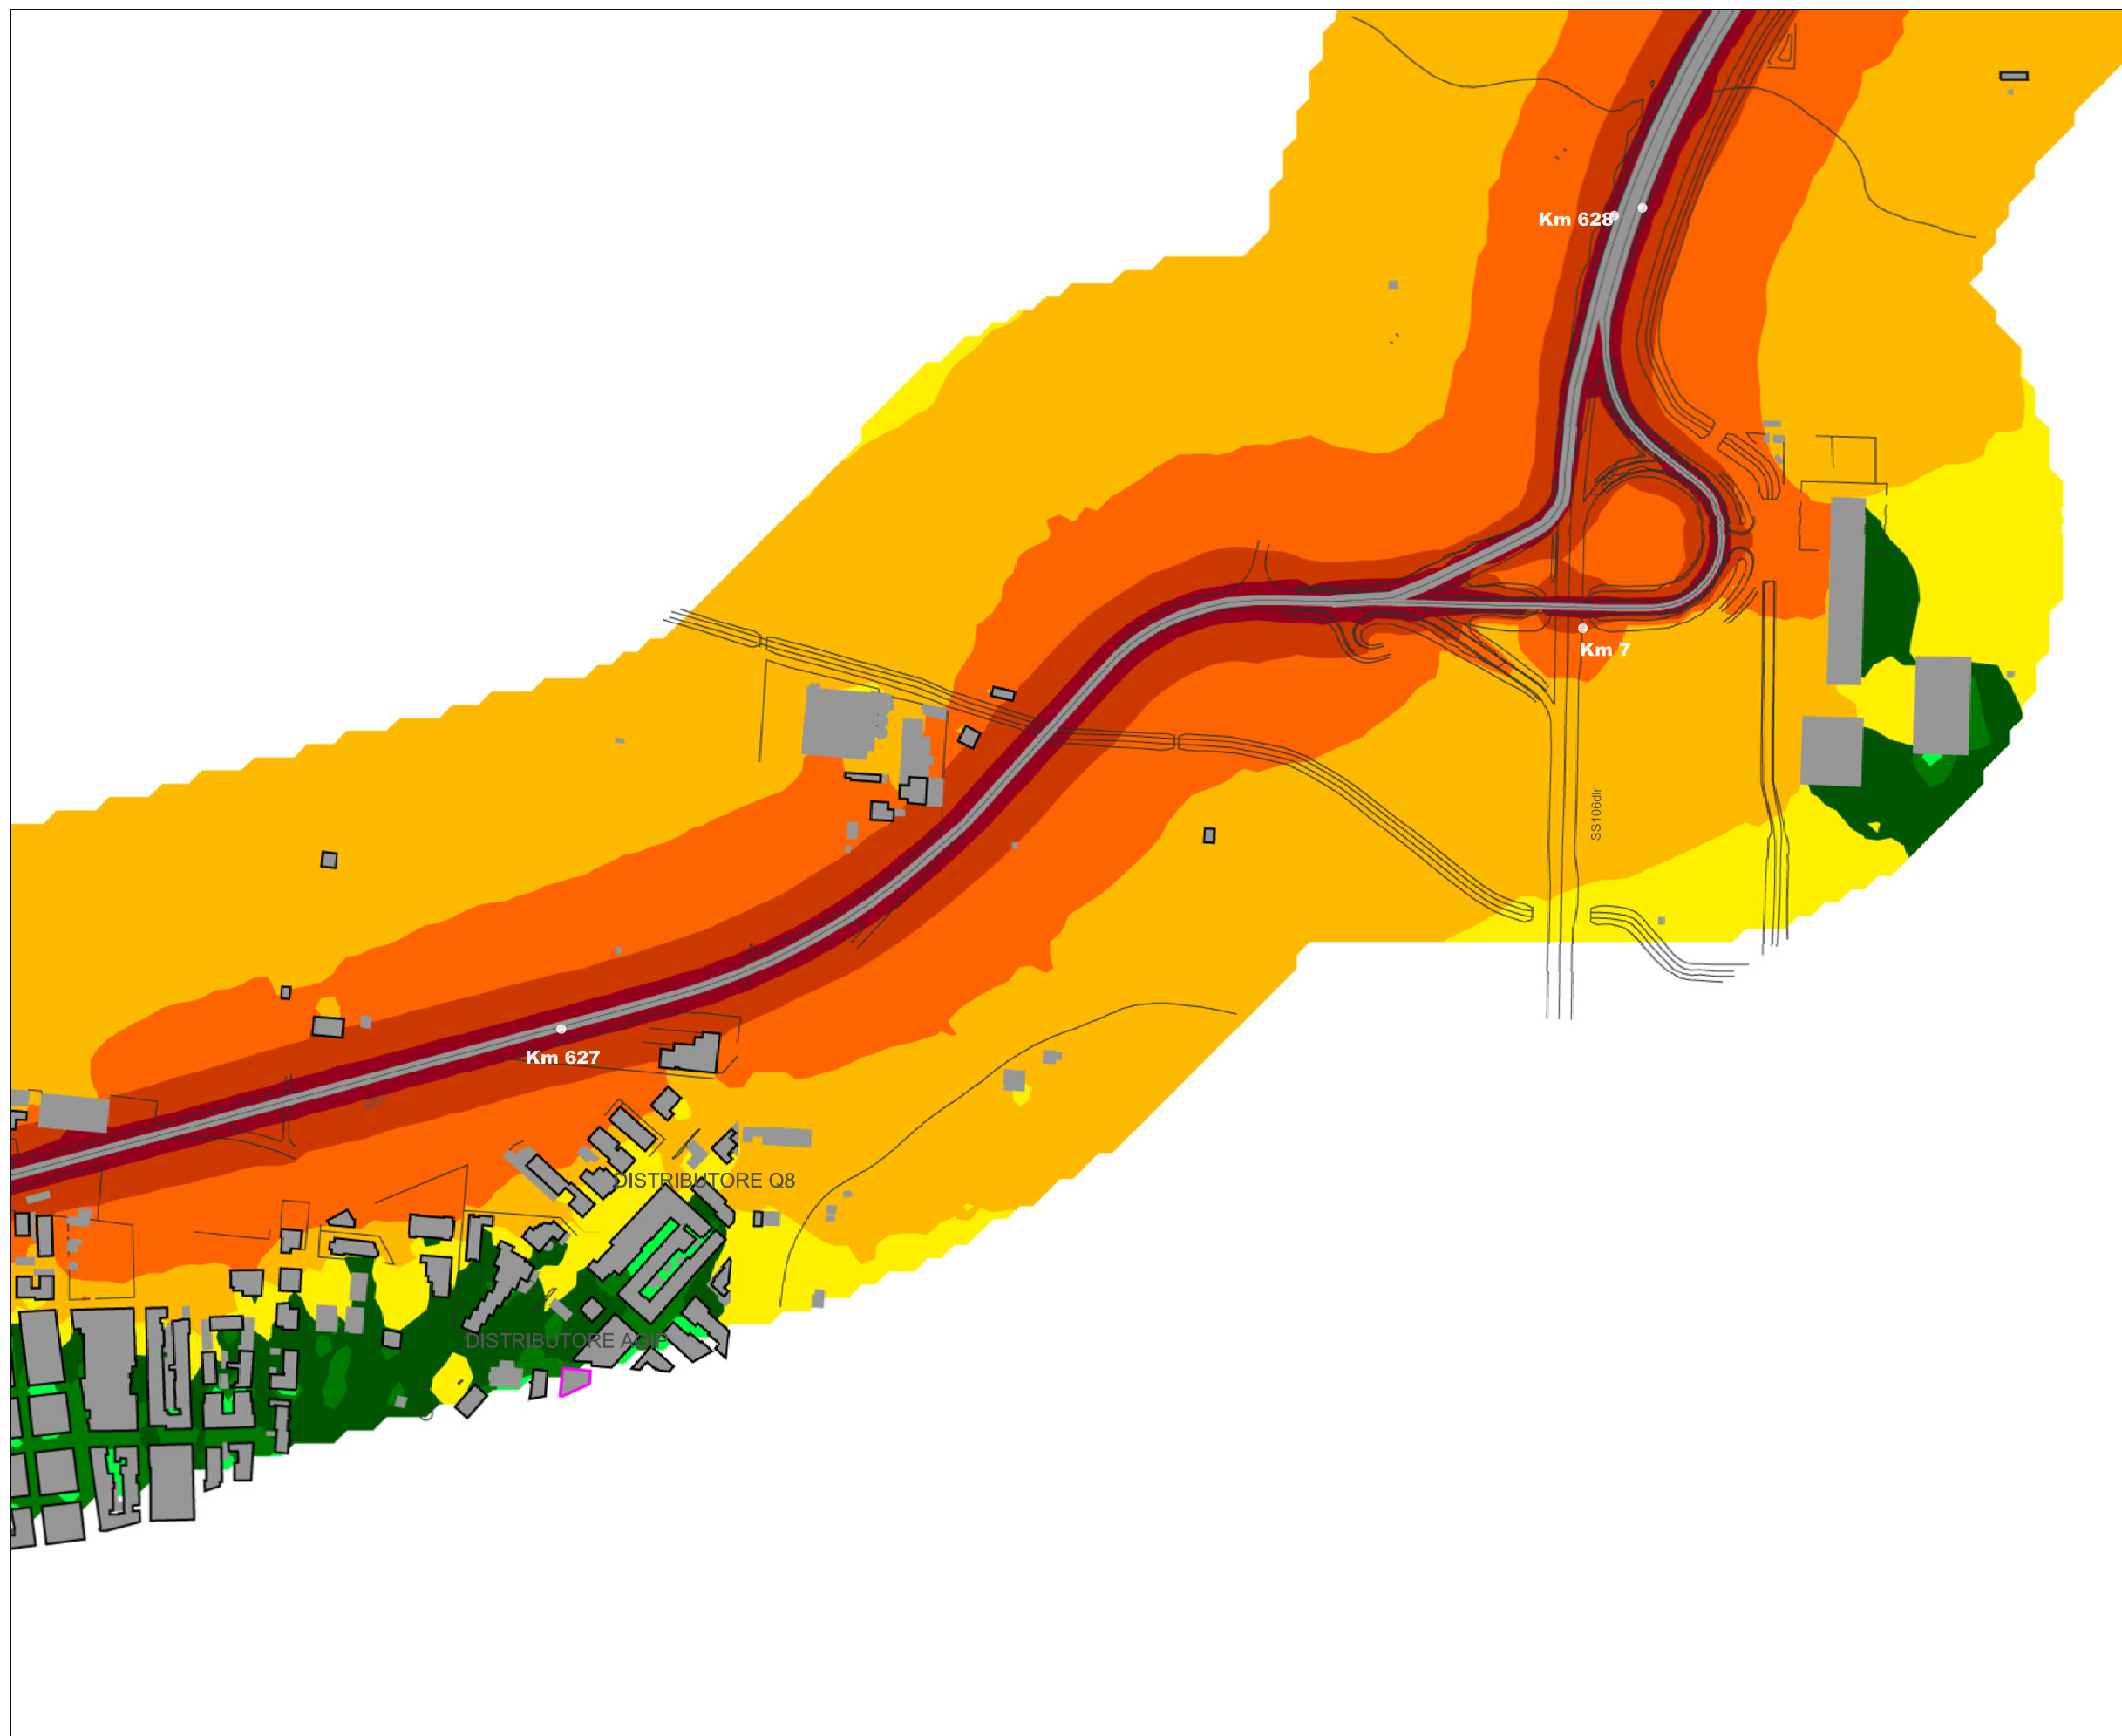 Km 628
Km 7
SS106dir
Km 627
DISTRIBUTORE Q8
DISTRIBUTORE AGIP